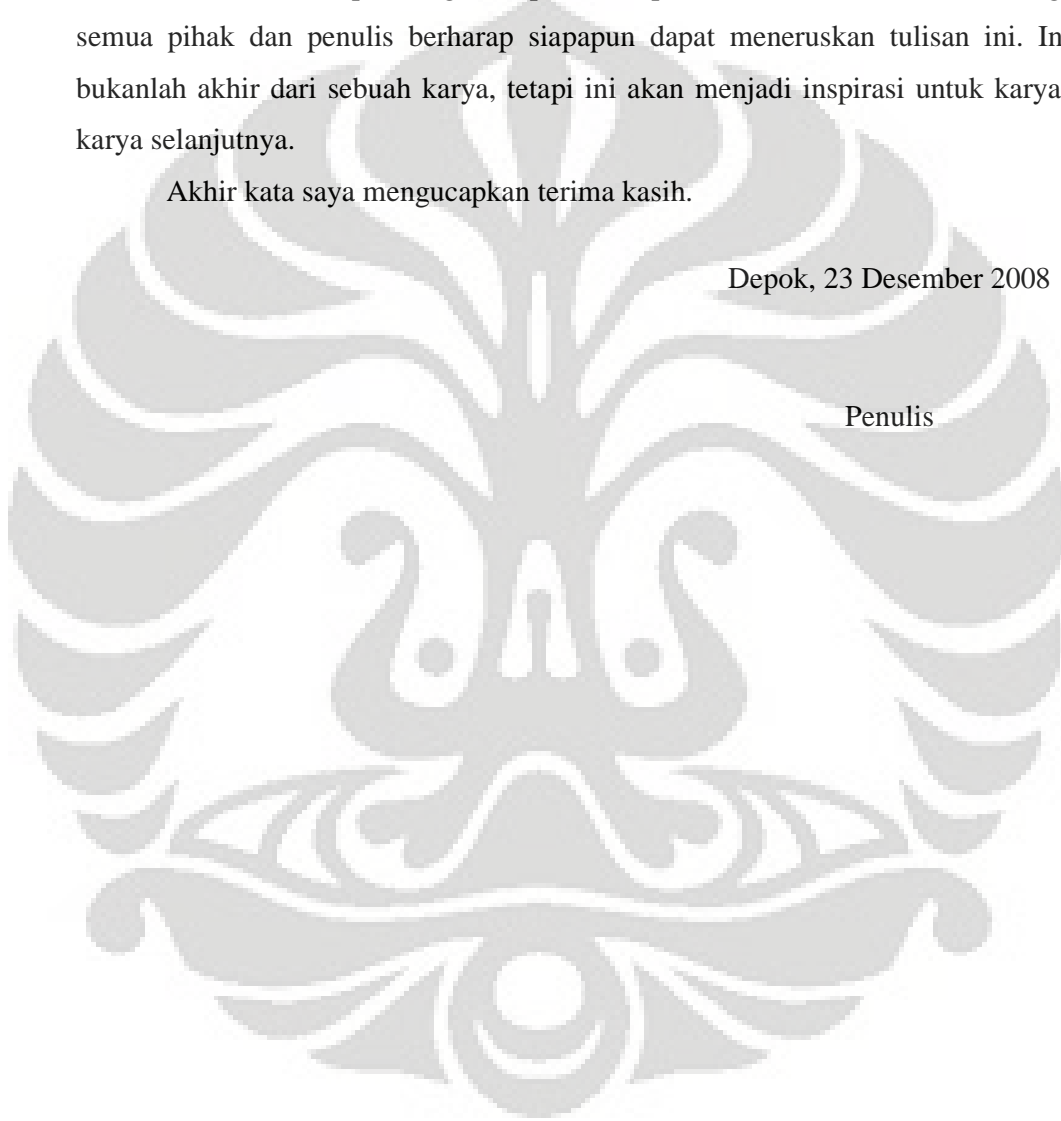 semua pihak dan penulis berharap siapapun dapat meneruskan tulisan ini. In
bukanlah akhir dari sebuah karya, tetapi ini akan menjadi inspirasi untuk karya
karya selanjutnya.
Akhir kata saya mengucapkan terima kasih.
Depok, 23 Desember 2008
Penulis